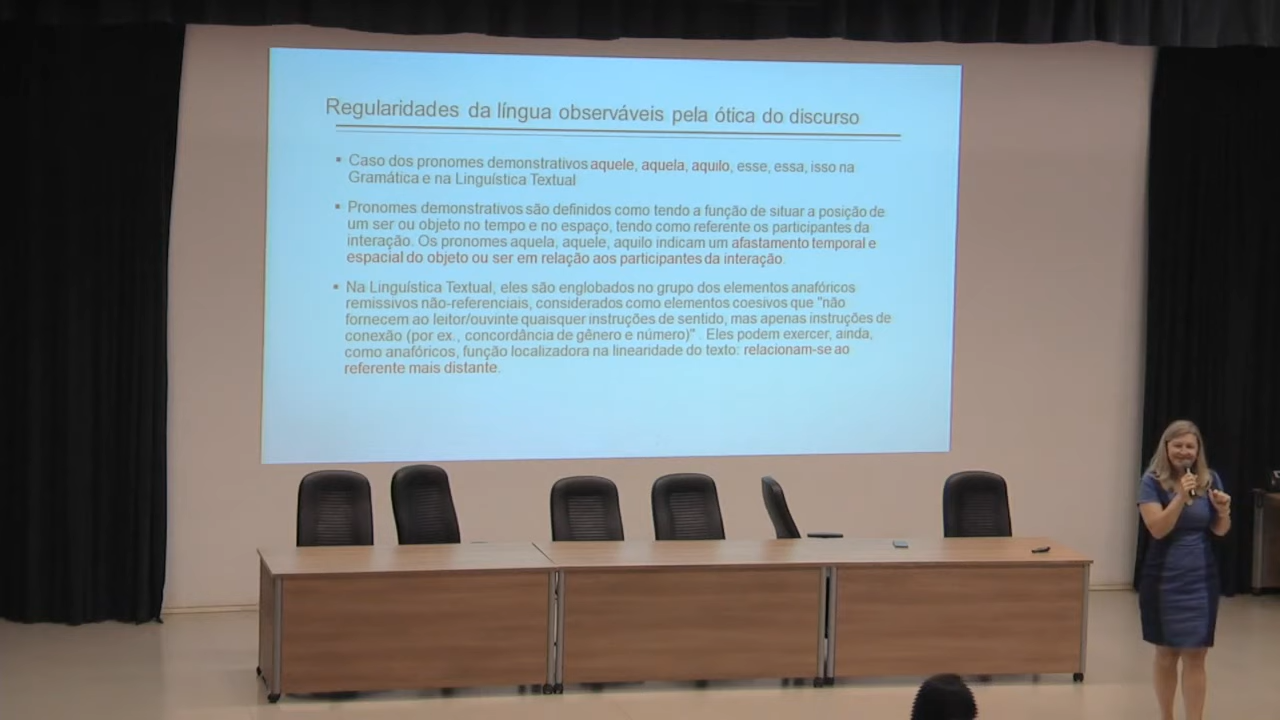 Regularidades da língua observáveis pela ótica do discurso
▪ Caso dos pronomes demonstrativos aquele, aquela, aquilo, esse, essa, isso na
Gramática e na Linguística Textual
▪ Pronomes demonstrativos são definidos como tendo a função de situar a posição de
um ser ou objeto no tempo e no espaço, tendo como referente os participantes da
interação. Os pronomes aquela, aquele, aquilo indicam um afastamento temporal e
espacial do objeto ou ser em relação aos participantes da interação.
▪ Na Linguística Textual, eles são englobados no grupo dos elementos anafóricos
remissivos não-referenciais, considerados como elementos coesivos que "não
fornecem ao leitor/ouvinte quaisquer instruções de sentido, mas apenas instruções de
conexão (por ex., concordância de gênero e número)" . Eles podem exercer, ainda,
como anafóricos, função localizadora na linearidade do texto: relacionam-se ao
referente mais distante.